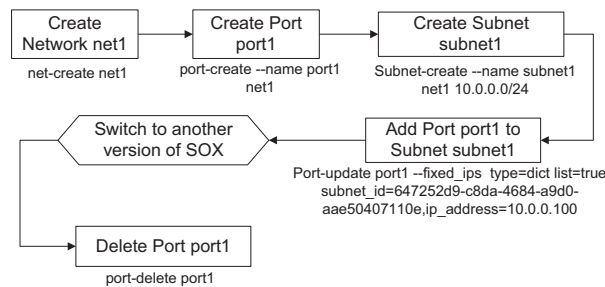 Create
Network net1
net-create net1
Create Port
port1
port-create --name port1
net1
Create Subnet
subnet1
Subnet-create --name subnet1
net1 10.0.0.0/24
Add Port port1 to
Subnet subnet1
Port-update port1 --fixed_ips type=dict list=true
subnet_id=647252d9-c8da-4684-a9d0-
aae50407110e,ip_address=10.0.0.100
Switch to another
version of SOX
Delete Port port1
port-delete port1